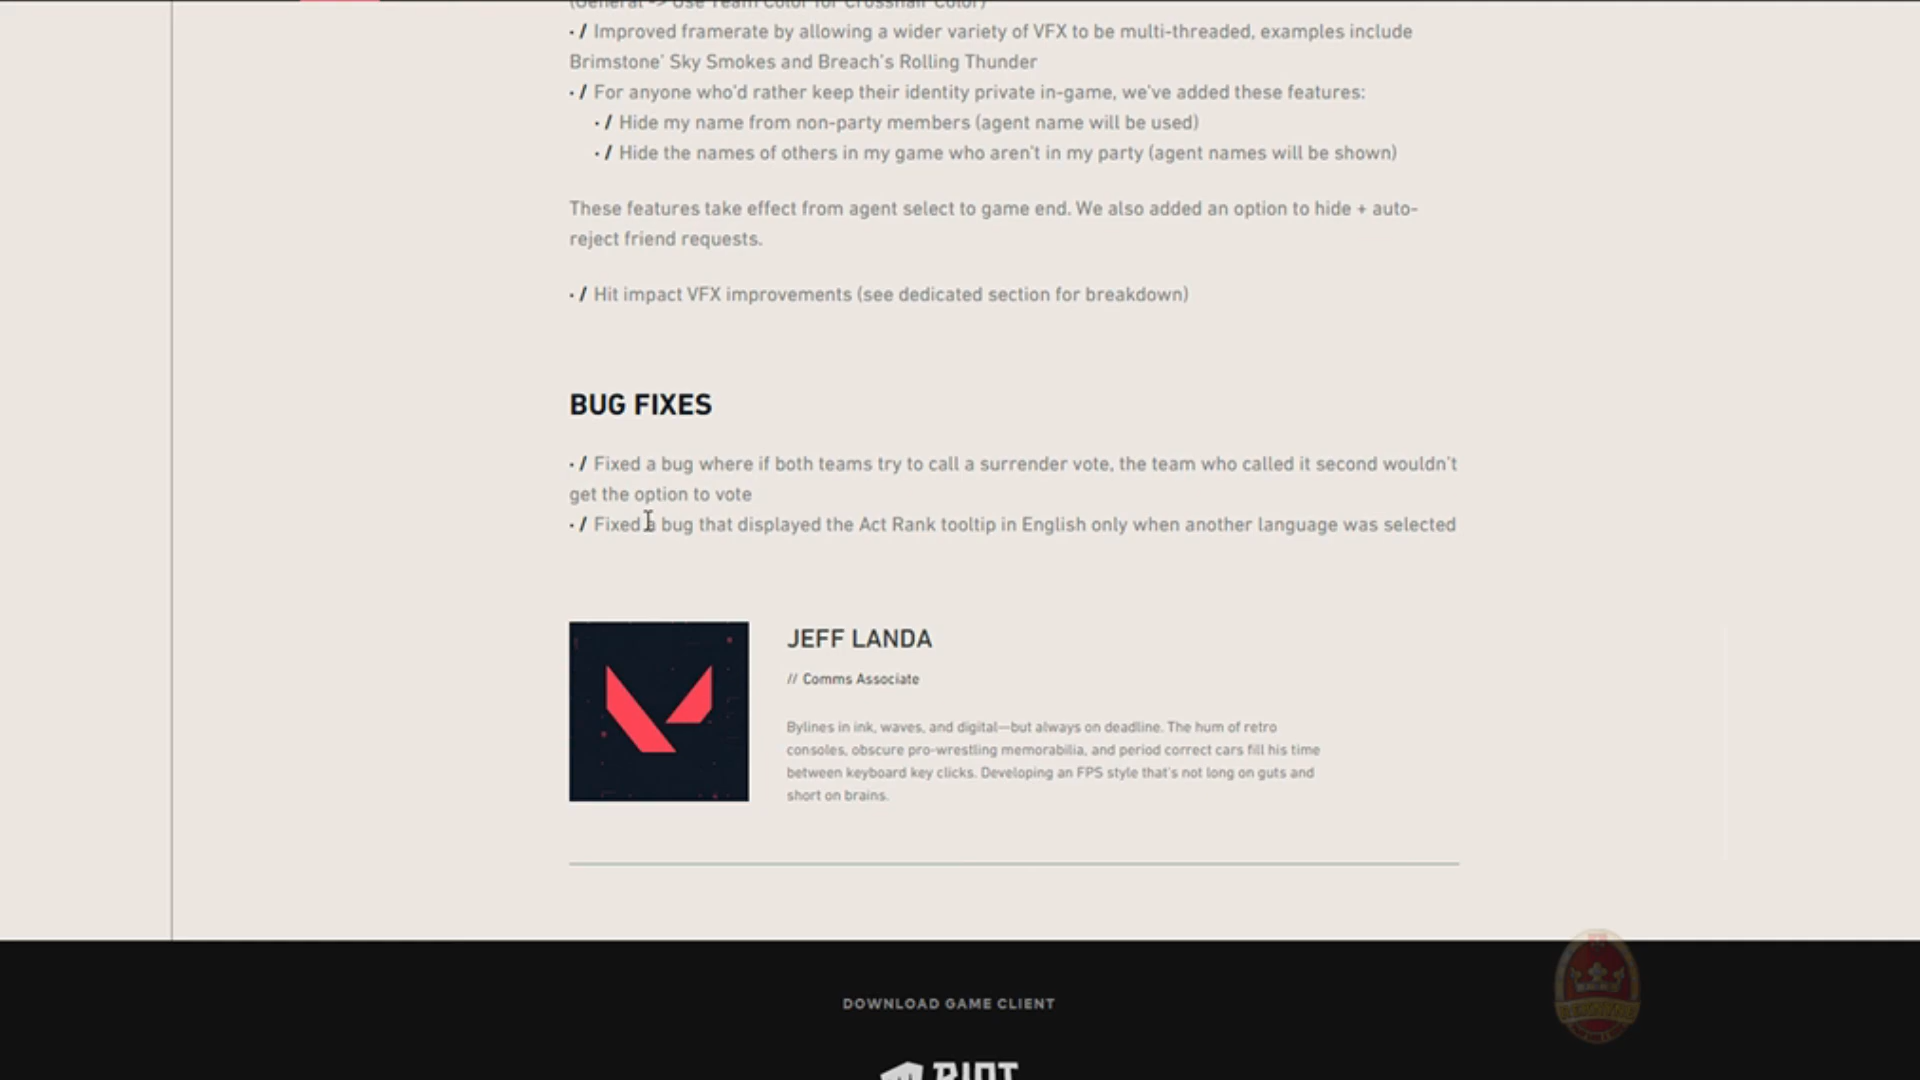 (General -> Use Team Color for Crosshair Color)
· / Improved framerate by allowing a wider variety of VFX to be multi-threaded, examples include
Brimstone' Sky Smokes and Breach's Rolling Thunder
· / For anyone who'd rather keep their identity private in-game, we've added these features:
· / Hide my name from non-party members (agent name will be used)
· / Hide the names of others in my game who aren't in my party (agent names will be shown)
These features take effect from agent select to game end. We also added an option to hide + auto-
reject friend requests.
· / Hit impact VFX improvements (see dedicated section for breakdown)
BUG FIXES
· / Fixed a bug where if both teams try to call a surrender vote, the team who called it second wouldn't
get the option to vote
· / Fixed a bug that displayed the Act Rank tooltip in English only when another language was selected
JEFF LANDA
// Comms Associate
Bylines in ink, waves, and digital—but always on deadline. The hum of retro
consoles, obscure pro-wrestling memorabilia, and period correct cars fill his time
between keyboard key clicks. Developing an FPS style that's not long on guts and
short on brains.
DOWNLOAD GAME CLIENT
RIOT